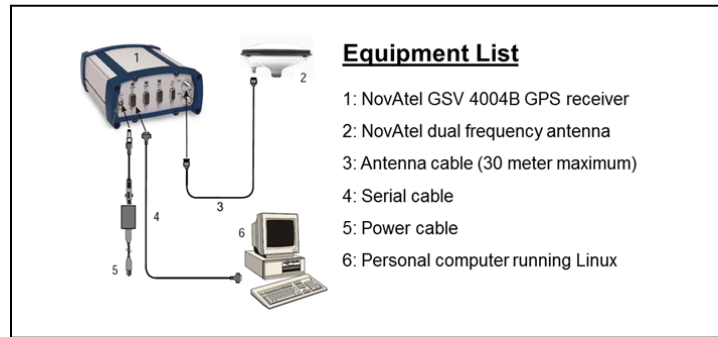 1
2
Equipment List
1: NovAtel GSV 4004B GPS receiver
2: NovAtel dual frequency antenna
3: Antenna cable (30 meter maximum)
4: Serial cable
5: Power cable
6: Personal computer running Linux
3
4
5
6